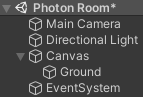 Photon Room*
Main Camera
Directional Light
Canvas
Ground
EventSystem